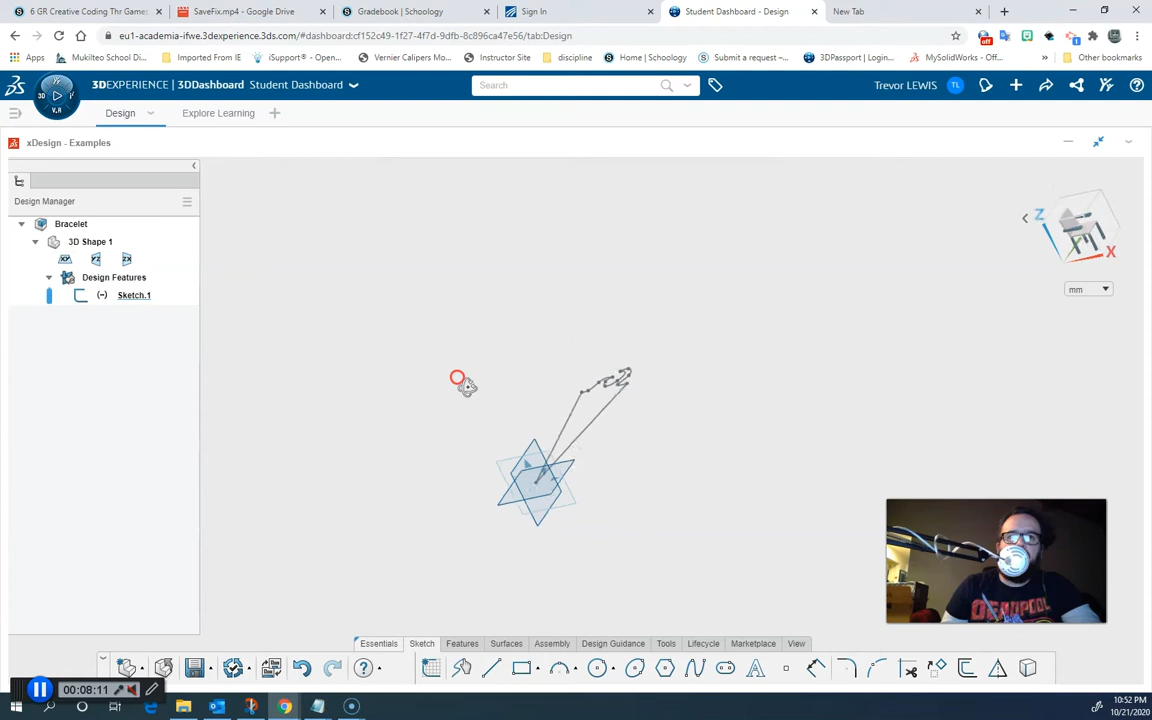 6 GR Creative Coding Thr Game:
SaveFix.mp4 - Google Drive
Gradebook | Schoology
Sign In
Student Dashboard - Design
New Tab
eu1-academia-ifwe.3dexperience.3ds.com/#dashboard:cf152c49-1f27-4f7d-9dfb-8c896ca47e56/tab:Design
Apps
Mukilteo School Di...
Imported From IE
iSupport® - Open...
Vernier Calipers Mo...
Instructor Site
discipline
Home | Schoology
Submit a request –...
3DPassport | Login...
MySolidWorks - Off...
»
Other bookmarks
3DEXPERIENCE | 3DDashboard Student Dashboard
Search
Trevor LEWIS
TL
Design
Explore Learning
xDesign - Examples
Design Manager
Bracelet
3D Shape 1
XY
YZ
ZX
Design Features
(-) Sketch.1
Z
X
mm
DEADPOOL
Essentials
Sketch
Features
Surfaces
Assembly
Design Guidance
Tools
Lifecycle
Marketplace
View
00:08:11
10:52 PM
10/21/2020